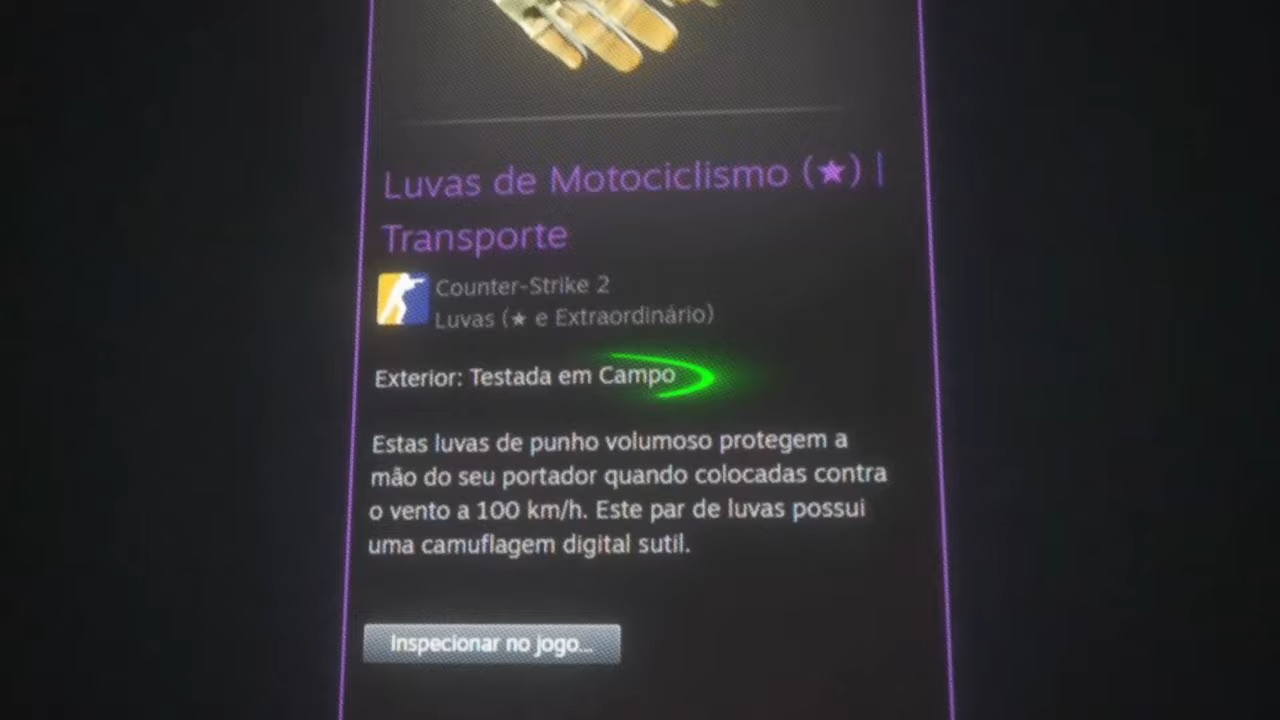 Luvas de Motociclismo (★) |
Transporte
Counter-Strike 2
Luvas (★ e Extraordinário)
Exterior: Testada em Campo
Estas luvas de punho volumoso protegem a
mão do seu portador quando colocadas contra
o vento a 100 km/h. Este par de luvas possui
uma camuflagem digital sutil.
Inspecionar no jogo...